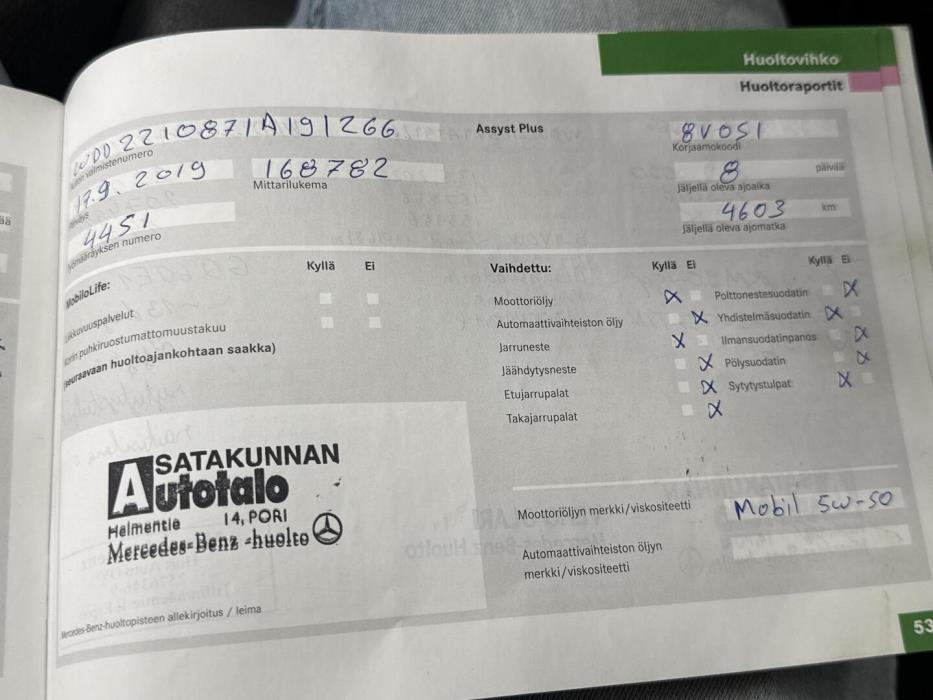 Huoltovihko
Huoltoraportit
WDD2210871A191266
Auton valmistenumero
Assyst Plus
8VOSI
Korjaamokoodi
17.9.2019
168782
Mittarilukema
8 päivää
Jäljellä oleva ajoaika
4451
Työmääräyksen numero
4603 km
Jäljellä oleva ajomatka
MobiloLife:
Kyllä Ei
Vaihdettu:
Kyllä Ei
Kyllä Ei
Liikkuvuuspalvelut
Korin puhkiruostumattomuustakuu
(seuraavaan huoltoajankohtaan saakka)
Moottoriöljy
Automaattivaihteiston öljy
Jarruneste
Jäähdytysneste
Etujarrupalat
Takajarrupalat
Polttonestesuodatin
Yhdistelmäsuodatin
Ilmansuodatinpanos
Pölysuodatin
Sytytystulpat
SATAKUNNAN
Autotalo
Helmentie 14, PORI
Mercedes-Benz -huolto
Mercedes-Benz-huoltopisteen allekirjoitus / leima
Moottoriöljyn merkki/viskositeetti
Mobil 5w-50
Automaattivaihteiston öljyn
merkki/viskositeetti
53